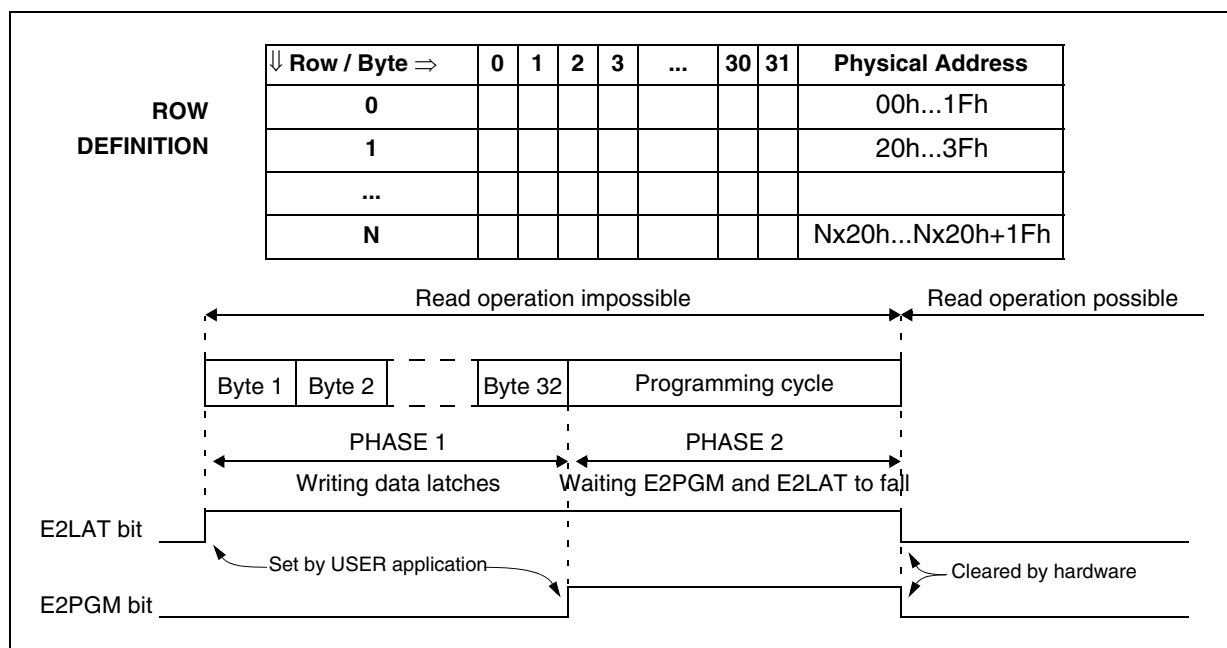 ⇓ Row / Byte ⇒ 0 1 2 3 ... 30 31 Physical Address
ROW DEFINITION
0 00h...1Fh
1 20h...3Fh
...
N Nx20h...Nx20h+1Fh
Read operation impossible Read operation possible
Byte 1 Byte 2 Byte 32 Programming cycle
PHASE 1 PHASE 2
Writing data latches Waiting E2PGM and E2LAT to fall
E2LAT bit
Set by USER application Cleared by hardware
E2PGM bit